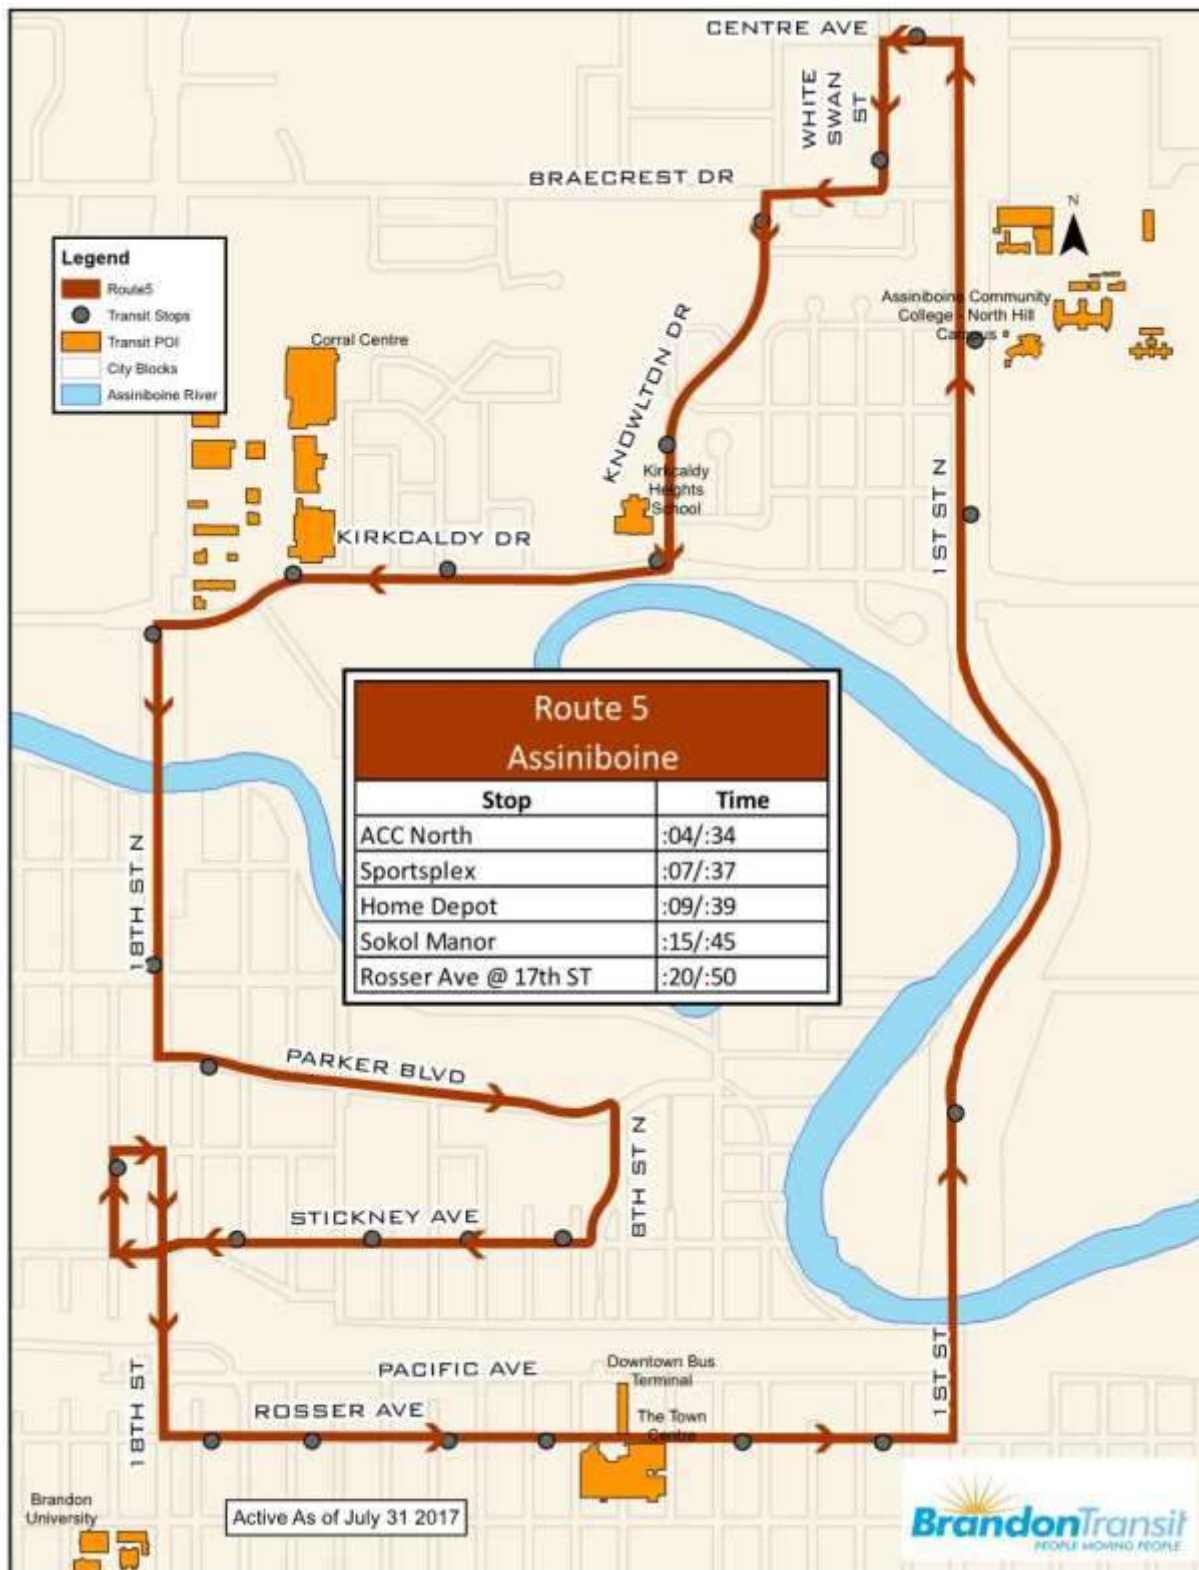 CENTRE AVE
WHITE
SWAN
ST
BRAECREST DR
N
Legend
Route5
Transit Stops
Transit POI
City Blocks
Assiniboine River
Corral Centre
Assiniboine Community
College - North Hill
Campus
KNOWLTON DR
Kirkcaldy
Heights
School
KIRKCALDY DR
1ST ST N
Route 5
Assiniboine
Stop Time
ACC North :04/:34
Sportsplex :07/:37
Home Depot :09/:39
Sokol Manor :15/:45
Rosser Ave @ 17th ST :20/:50
18TH ST N
PARKER BLVD
8TH ST N
STICKNEY AVE
PACIFIC AVE
Downtown Bus
Terminal
18TH ST
ROSSER AVE
The Town
Centre
1ST ST
Brandon
University
Active As of July 31 2017
BrandonTransit
PEOPLE MOVING PEOPLE